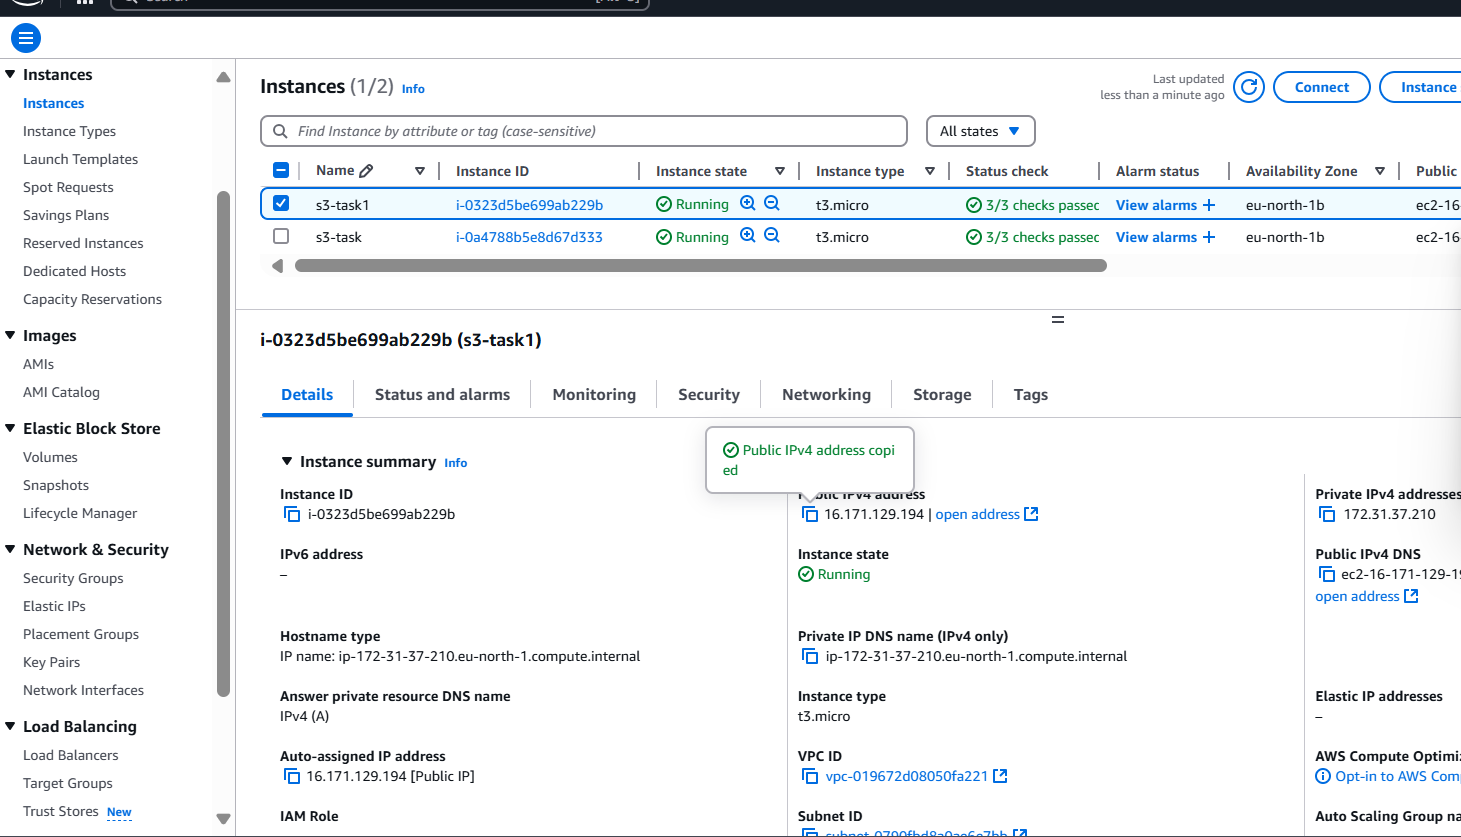 Instances
Instances
Instance Types
Launch Templates
Spot Requests
Savings Plans
Reserved Instances
Dedicated Hosts
Capacity Reservations
Images
AMIs
AMI Catalog
Elastic Block Store
Volumes
Snapshots
Lifecycle Manager
Network & Security
Security Groups
Elastic IPs
Placement Groups
Key Pairs
Network Interfaces
Load Balancing
Load Balancers
Target Groups
Trust Stores New
Instances (1/2) Info
Last updated
less than a minute ago
Connect
Instance
Find Instance by attribute or tag (case-sensitive)
All states
Name Instance ID Instance state Instance type Status check Alarm status Availability Zone Public
s3-task1 i-0323d5be699ab229b Running t3.micro 3/3 checks passec View alarms + eu-north-1b ec2-16
s3-task i-0a4788b5e8d67d333 Running t3.micro 3/3 checks passec View alarms + eu-north-1b ec2-16
i-0323d5be699ab229b (s3-task1)
Details Status and alarms Monitoring Security Networking Storage Tags
Public IPv4 address copi
ed
Instance summary Info
Instance ID
i-0323d5be699ab229b
Public IPv4 address
16.171.129.194 | open address
Private IPv4 addresses
172.31.37.210
IPv6 address
–
Instance state
Running
Public IPv4 DNS
ec2-16-171-129-19
open address
Hostname type
IP name: ip-172-31-37-210.eu-north-1.compute.internal
Private IP DNS name (IPv4 only)
ip-172-31-37-210.eu-north-1.compute.internal
Answer private resource DNS name
IPv4 (A)
Instance type
t3.micro
Elastic IP addresses
–
Auto-assigned IP address
16.171.129.194 [Public IP]
VPC ID
vpc-019672d08050fa221
AWS Compute Optimi
Opt-in to AWS Com
IAM Role
Subnet ID
Auto Scaling Group na